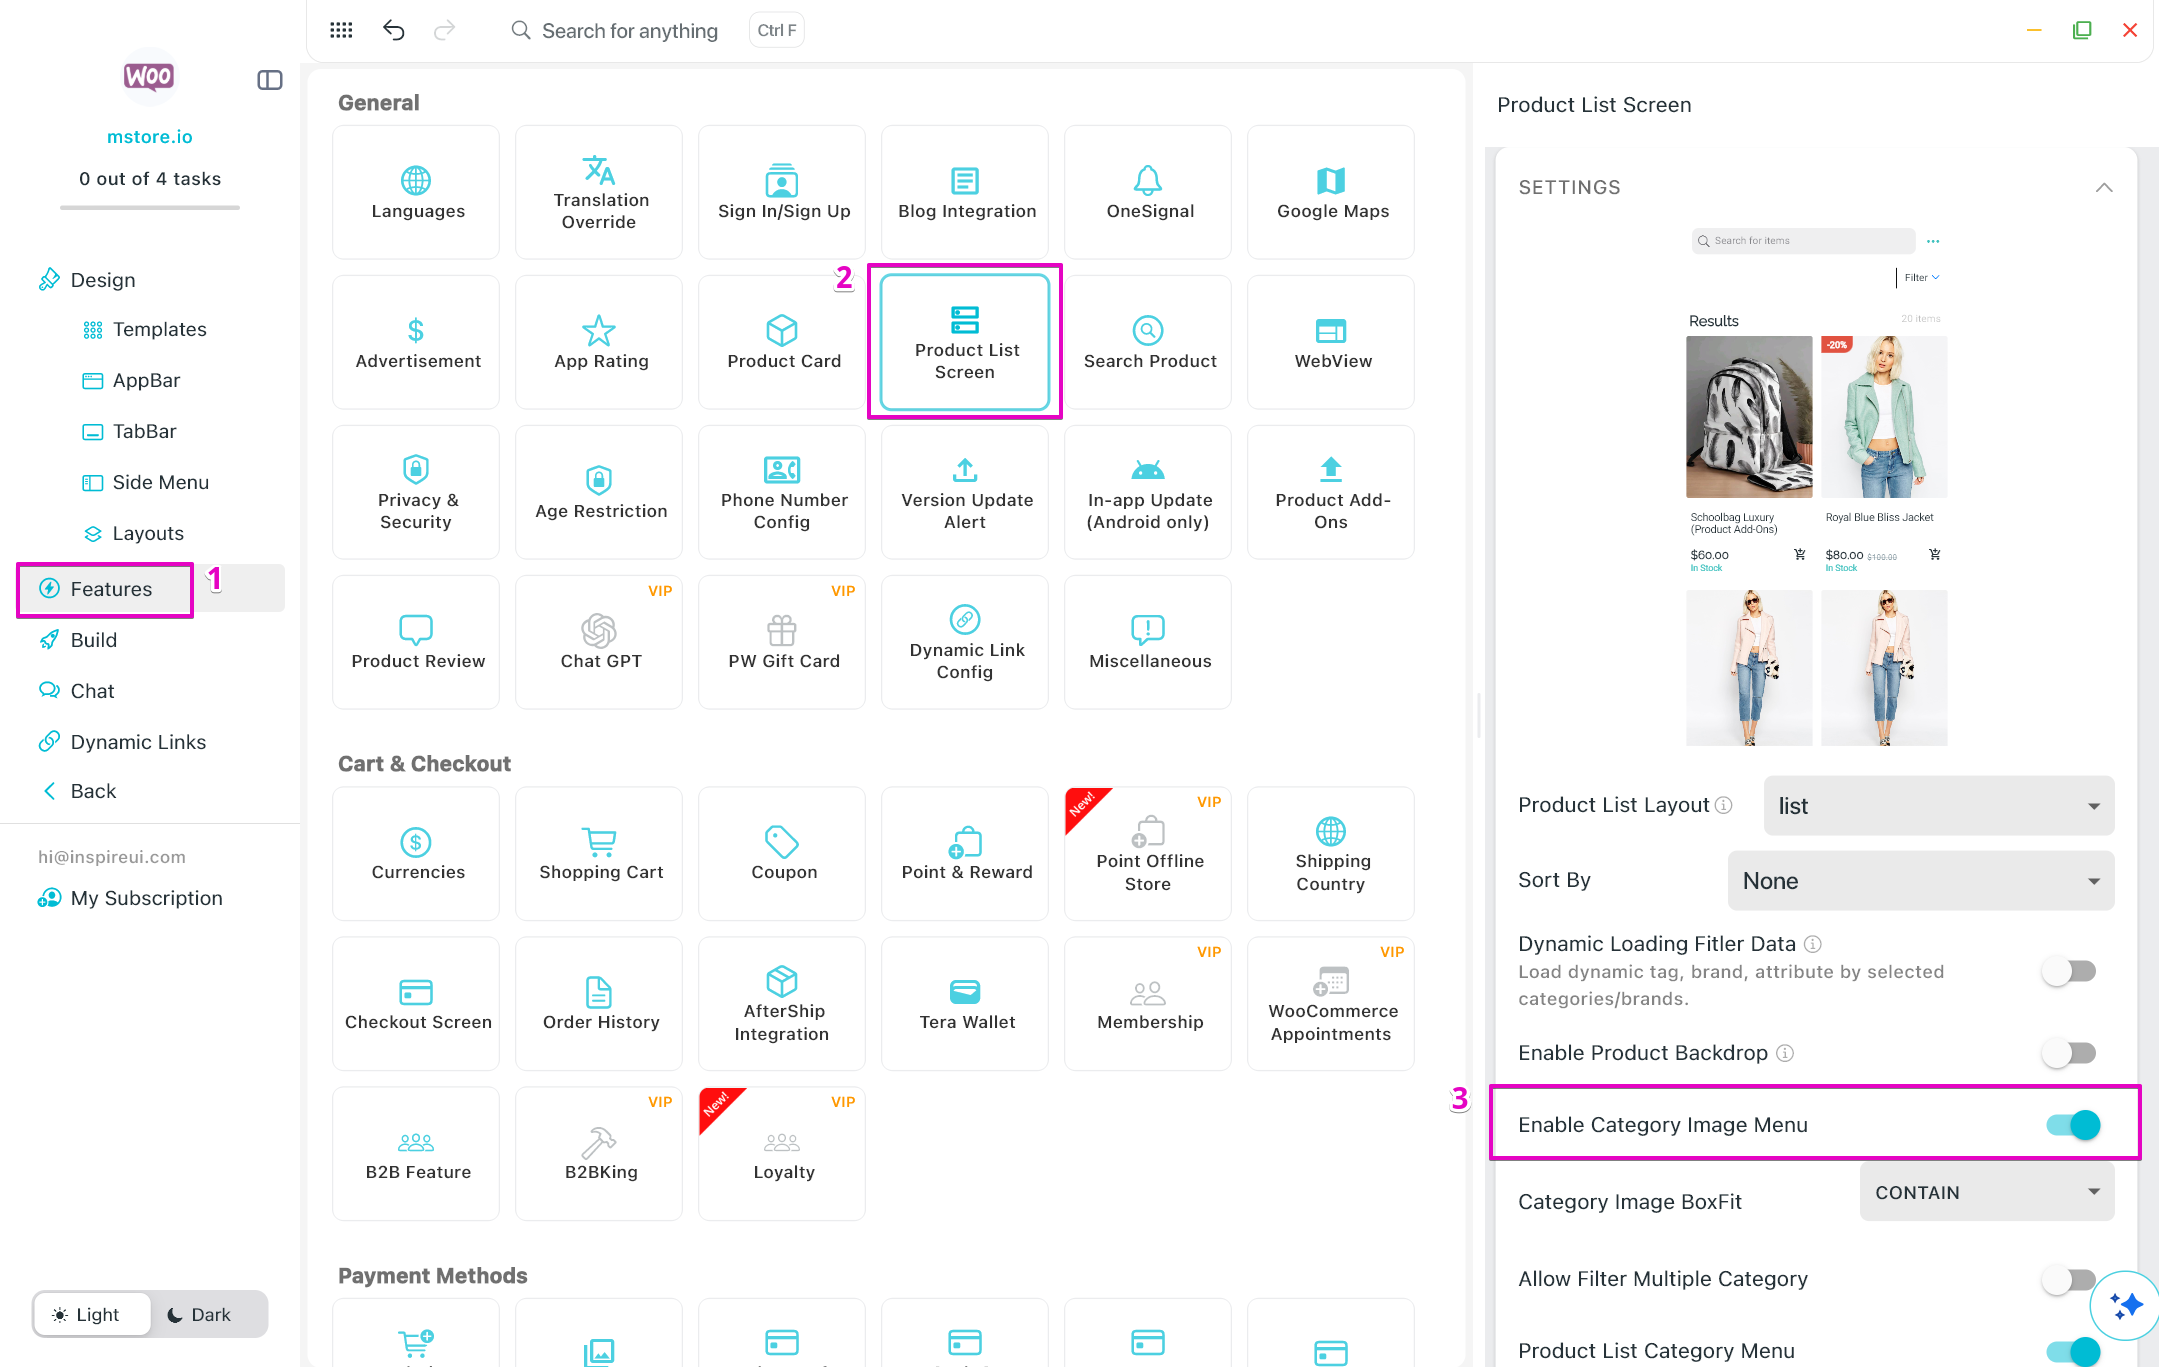 Search for anything
Ctrl F
WOO
mstore.io
0 out of 4 tasks
Design
Templates
AppBar
TabBar
Side Menu
Layouts
Features
1
Build
Chat
Dynamic Links
Back
hi@inspireui.com
My Subscription
Light
Dark
General
Languages
Translation
Override
Sign In/Sign Up
Blog Integration
OneSignal
Google Maps
2
Advertisement
App Rating
Product Card
Product List
Screen
Search Product
WebView
Privacy &
Security
Age Restriction
Phone Number
Config
Version Update
Alert
In-app Update
(Android only)
Product Add-
Ons
Product Review
VIP
Chat GPT
VIP
PW Gift Card
Dynamic Link
Config
Miscellaneous
Cart & Checkout
Currencies
Shopping Cart
Coupon
Point & Reward
New!
VIP
Point Offline
Store
Shipping
Country
Checkout Screen
Order History
AfterShip
Integration
Tera Wallet
VIP
Membership
VIP
WooCommerce
Appointments
B2B Feature
VIP
B2BKing
New!
VIP
Loyalty
Payment Methods
Product List Screen
SETTINGS
Search for items
Filter
Results
20 items
-20%
Schoolbag Luxury
(Product Add-Ons)
$60.00
In Stock
Royal Blue Bliss Jacket
$80.00 $100.00
In Stock
Product List Layout
list
Sort By
None
Dynamic Loading Fitler Data
Load dynamic tag, brand, attribute by selected
categories/brands.
Enable Product Backdrop
3
Enable Category Image Menu
Category Image BoxFit
CONTAIN
Allow Filter Multiple Category
Product List Category Menu